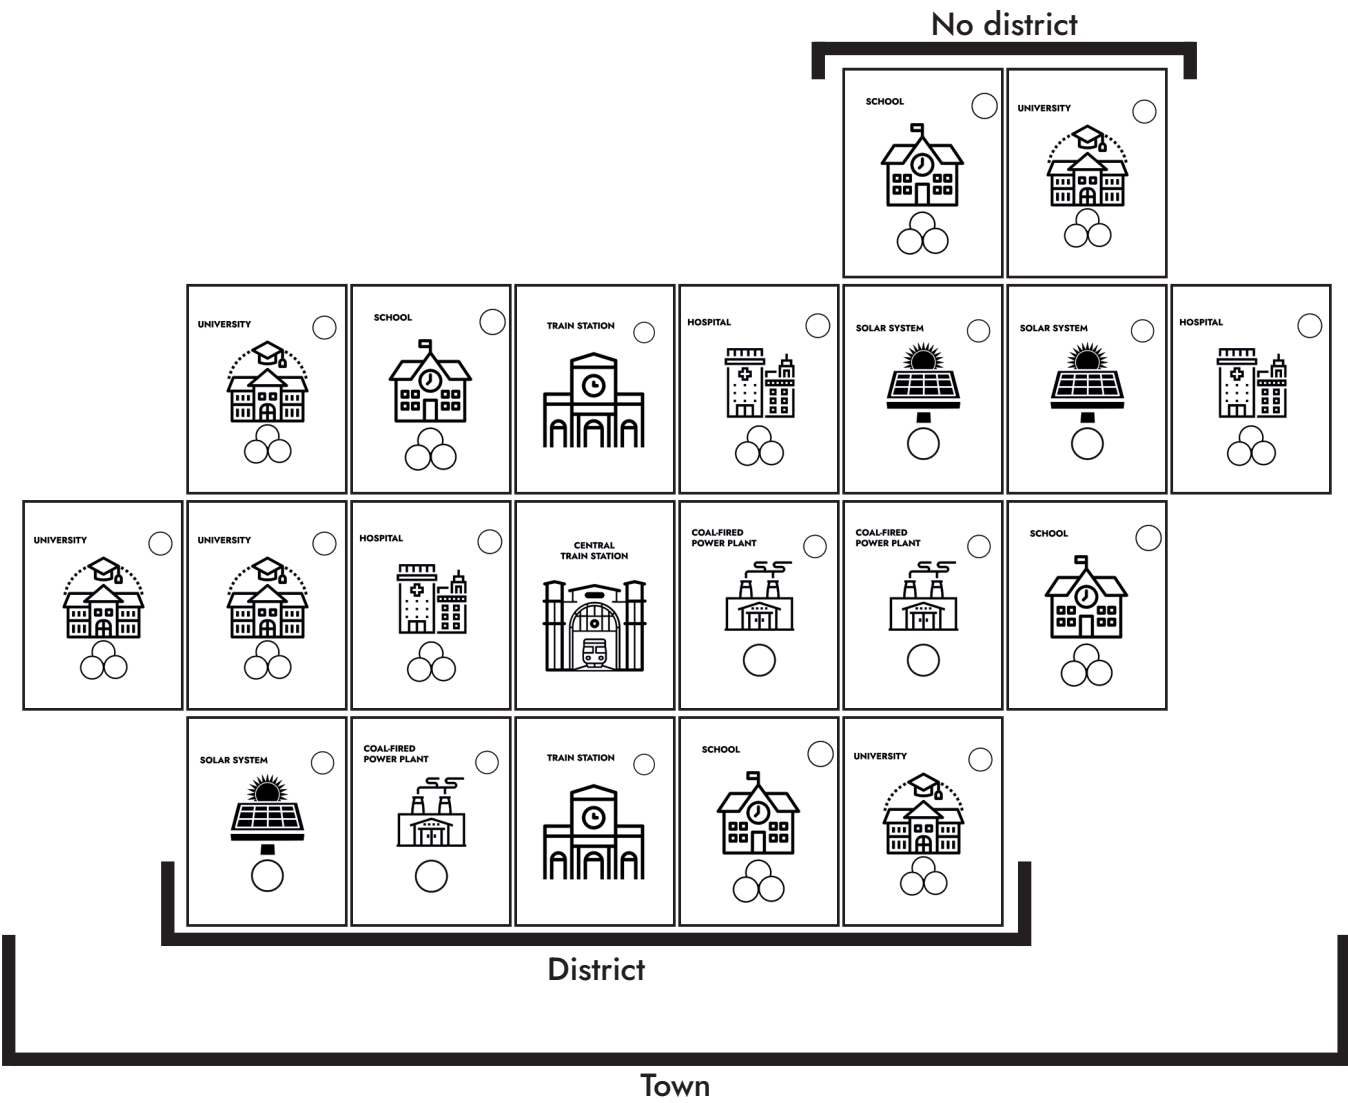 No district
SCHOOL
UNIVERSITY
UNIVERSITY
SCHOOL
TRAIN STATION
HOSPITAL
SOLAR SYSTEM
SOLAR SYSTEM
HOSPITAL
UNIVERSITY
UNIVERSITY
HOSPITAL
CENTRAL
TRAIN STATION
COAL-FIRED
POWER PLANT
COAL-FIRED
POWER PLANT
SCHOOL
SOLAR SYSTEM
COAL-FIRED
POWER PLANT
TRAIN STATION
SCHOOL
UNIVERSITY
District
Town